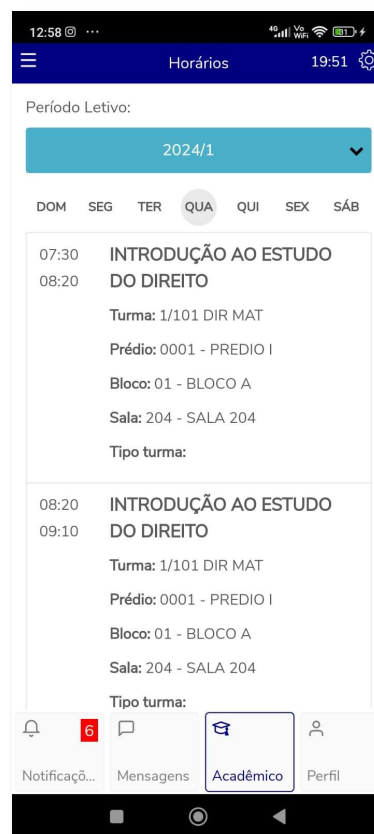 12:58 ...
4G Vo WiFi 81
Horários 19:51
Período Letivo:
2024/1
DOM SEG TER QUA QUI SEX SÁB
07:30 INTRODUÇÃO AO ESTUDO
08:20 DO DIREITO
Turma: 1/101 DIR MAT
Prédio: 0001 - PREDIO I
Bloco: 01 - BLOCO A
Sala: 204 - SALA 204
Tipo turma:
08:20 INTRODUÇÃO AO ESTUDO
09:10 DO DIREITO
Turma: 1/101 DIR MAT
Prédio: 0001 - PREDIO I
Bloco: 01 - BLOCO A
Sala: 204 - SALA 204
Tipo turma:
6
Notificaçõ... Mensagens Acadêmico Perfil